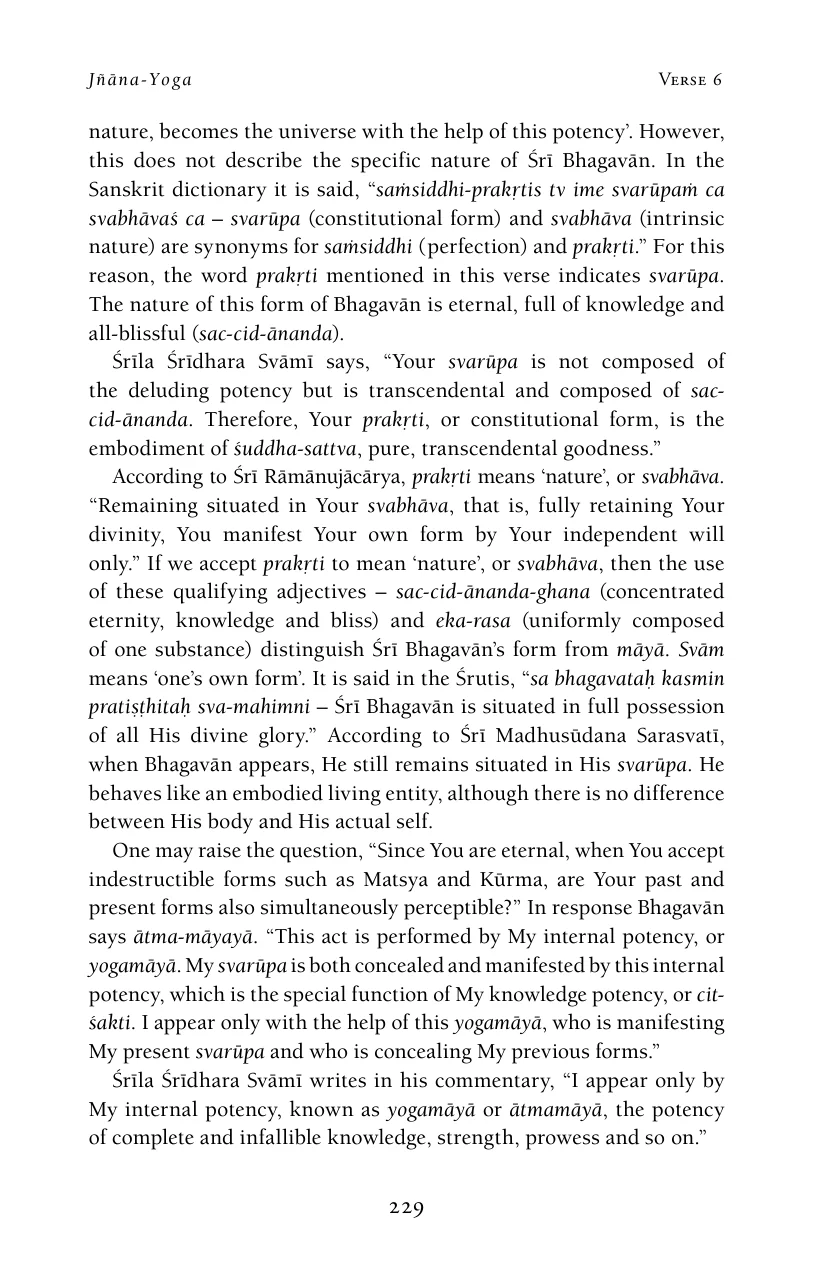 Jñāna-Yoga Verse 6
nature, becomes the universe with the help of this potency’. However,
this does not describe the specific nature of Śrī Bhagavān. In the
Sanskrit dictionary it is said, “saṁsiddhi-prakṛtis tv ime svarūpaṁ ca
svabhāvaś ca – svarūpa (constitutional form) and svabhāva (intrinsic
nature) are synonyms for saṁsiddhi (perfection) and prakṛti.” For this
reason, the word prakṛti mentioned in this verse indicates svarūpa.
The nature of this form of Bhagavān is eternal, full of knowledge and
all-blissful (sac-cid-ānanda).
Śrīla Śrīdhara Svāmī says, “Your svarūpa is not composed of
the deluding potency but is transcendental and composed of sac-
cid-ānanda. Therefore, Your prakṛti, or constitutional form, is the
embodiment of śuddha-sattva, pure, transcendental goodness.”
According to Śrī Rāmānujācārya, prakṛti means ‘nature’, or svabhāva.
“Remaining situated in Your svabhāva, that is, fully retaining Your
divinity, You manifest Your own form by Your independent will
only.” If we accept prakṛti to mean ‘nature’, or svabhāva, then the use
of these qualifying adjectives – sac-cid-ānanda-ghana (concentrated
eternity, knowledge and bliss) and eka-rasa (uniformly composed
of one substance) distinguish Śrī Bhagavān’s form from māyā. Svām
means ‘one’s own form’. It is said in the Śrutis, “sa bhagavataḥ kasmin
pratiṣṭhitaḥ sva-mahimni – Śrī Bhagavān is situated in full possession
of all His divine glory.” According to Śrī Madhusūdana Sarasvatī,
when Bhagavān appears, He still remains situated in His svarūpa. He
behaves like an embodied living entity, although there is no difference
between His body and His actual self.
One may raise the question, “Since You are eternal, when You accept
indestructible forms such as Matsya and Kūrma, are Your past and
present forms also simultaneously perceptible?” In response Bhagavān
says ātma-māyayā. “This act is performed by My internal potency, or
yogamāyā. My svarūpa is both concealed and manifested by this internal
potency, which is the special function of My knowledge potency, or cit-
śakti. I appear only with the help of this yogamāyā, who is manifesting
My present svarūpa and who is concealing My previous forms.”
Śrīla Śrīdhara Svāmī writes in his commentary, “I appear only by
My internal potency, known as yogamāyā or ātmamāyā, the potency
of complete and infallible knowledge, strength, prowess and so on.”
229